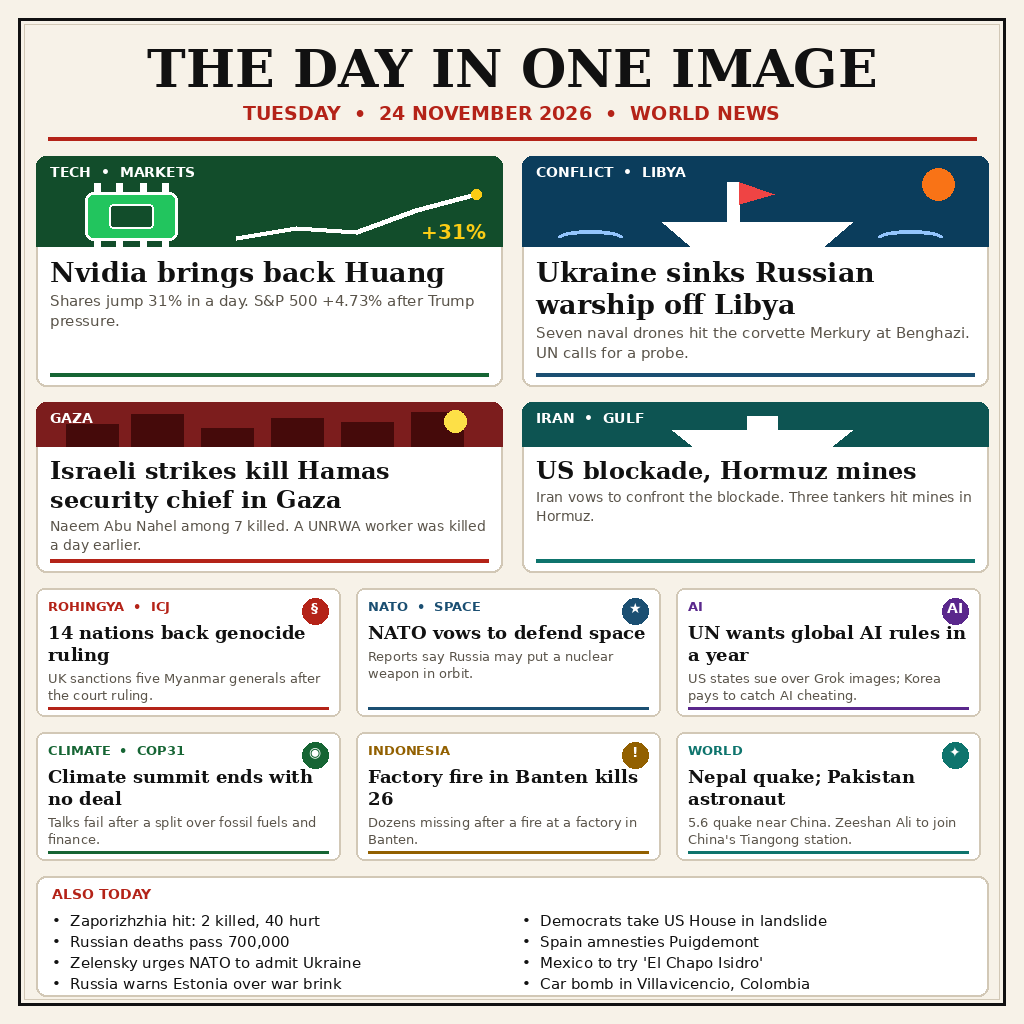 THE DAY IN ONE IMAGE
TUESDAY • 24 NOVEMBER 2026 • WORLD NEWS
TECH • MARKETS
+31%
Nvidia brings back Huang
Shares jump 31% in a day. S&P 500 +4.73% after Trump
pressure.
CONFLICT • LIBYA
Ukraine sinks Russian
warship off Libya
Seven naval drones hit the corvette Merkury at Benghazi.
UN calls for a probe.
GAZA
Israeli strikes kill Hamas
security chief in Gaza
Naeem Abu Nahel among 7 killed. A UNRWA worker was killed
a day earlier.
IRAN • GULF
US blockade, Hormuz mines
Iran vows to confront the blockade. Three tankers hit mines in
Hormuz.
ROHINGYA • ICJ
§
14 nations back genocide
ruling
UK sanctions five Myanmar generals after
the court ruling.
NATO • SPACE
★
NATO vows to defend space
Reports say Russia may put a nuclear
weapon in orbit.
AI
AI
UN wants global AI rules in
a year
US states sue over Grok images; Korea
pays to catch AI cheating.
CLIMATE • COP31
◉
Climate summit ends with
no deal
Talks fail after a split over fossil fuels and
finance.
INDONESIA
!
Factory fire in Banten kills
26
Dozens missing after a fire at a factory in
Banten.
WORLD
✦
Nepal quake; Pakistan
astronaut
5.6 quake near China. Zeeshan Ali to join
China's Tiangong station.
ALSO TODAY
• Zaporizhzhia hit: 2 killed, 40 hurt
• Russian deaths pass 700,000
• Zelensky urges NATO to admit Ukraine
• Russia warns Estonia over war brink
• Democrats take US House in landslide
• Spain amnesties Puigdemont
• Mexico to try 'El Chapo Isidro'
• Car bomb in Villavicencio, Colombia